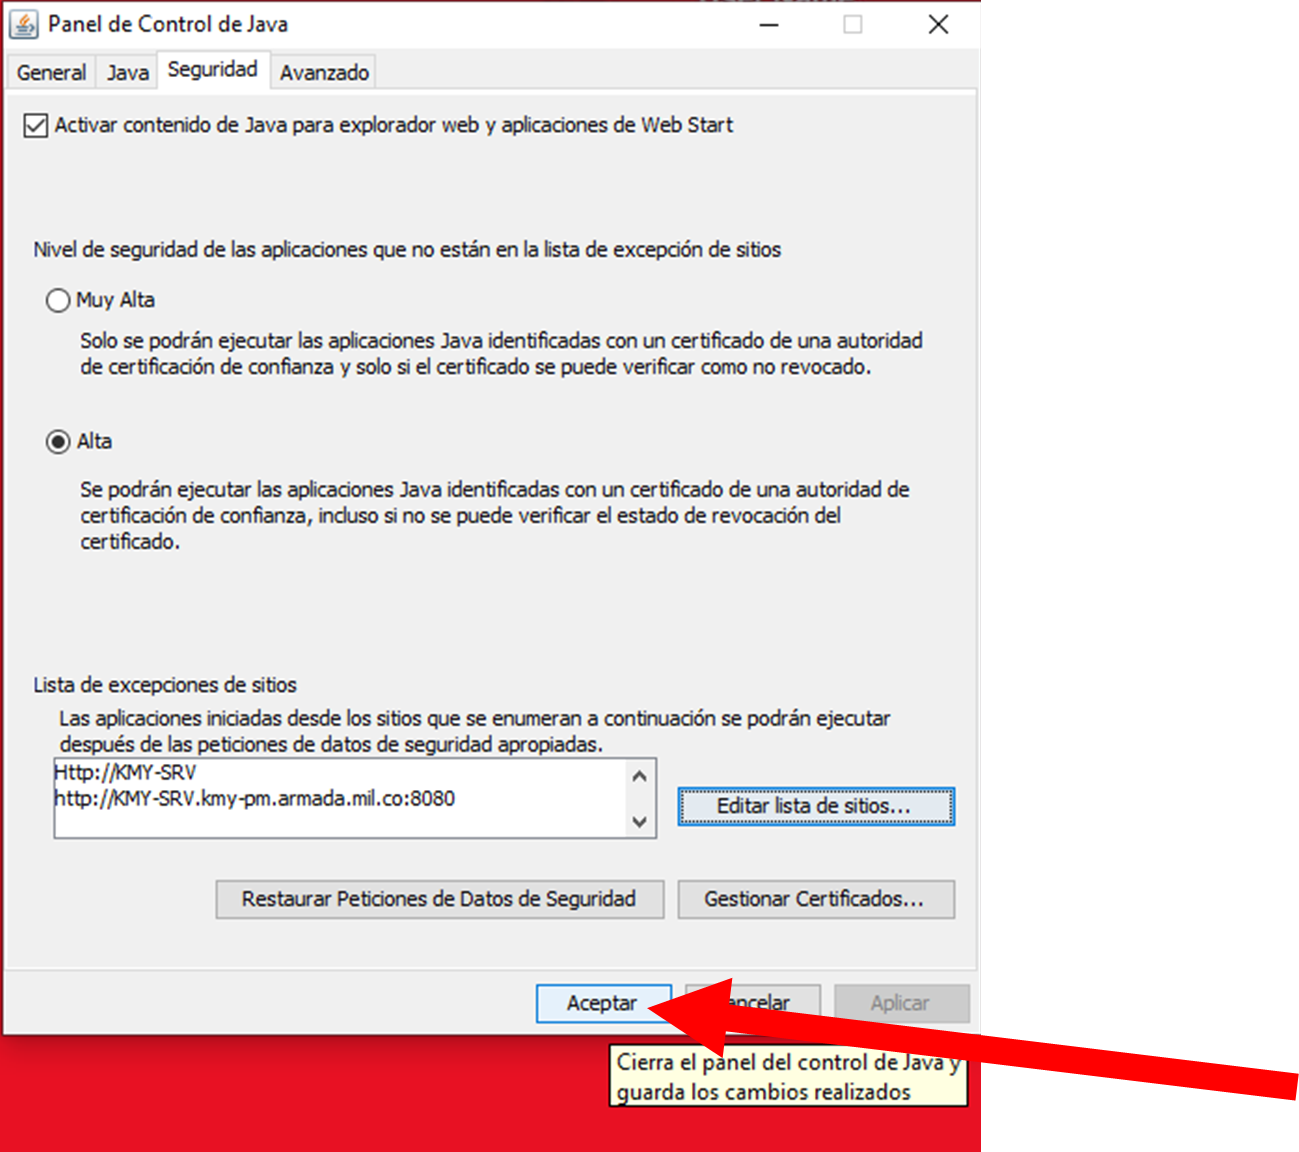 Panel de Control de Java
General Java Seguridad Avanzado
Activar contenido de Java para explorador web y aplicaciones de Web Start
Nivel de seguridad de las aplicaciones que no están en la lista de excepción de sitios
Muy Alta
Solo se podrán ejecutar las aplicaciones Java identificadas con un certificado de una autoridad
de certificación de confianza y solo si el certificado se puede verificar como no revocado.
Alta
Se podrán ejecutar las aplicaciones Java identificadas con un certificado de una autoridad de
certificación de confianza, incluso si no se puede verificar el estado de revocación del
certificado.
Lista de excepciones de sitios
Las aplicaciones iniciadas desde los sitios que se enumeran a continuación se podrán ejecutar
después de las peticiones de datos de seguridad apropiadas.
Http://KMY-SRV
http://KMY-SRV.kmy-pm.armada.mil.co:8080
Editar lista de sitios...
Restaurar Peticiones de Datos de Seguridad Gestionar Certificados...
Aceptar ancelar Aplicar
Cierra el panel del control de Java y
guarda los cambios realizados